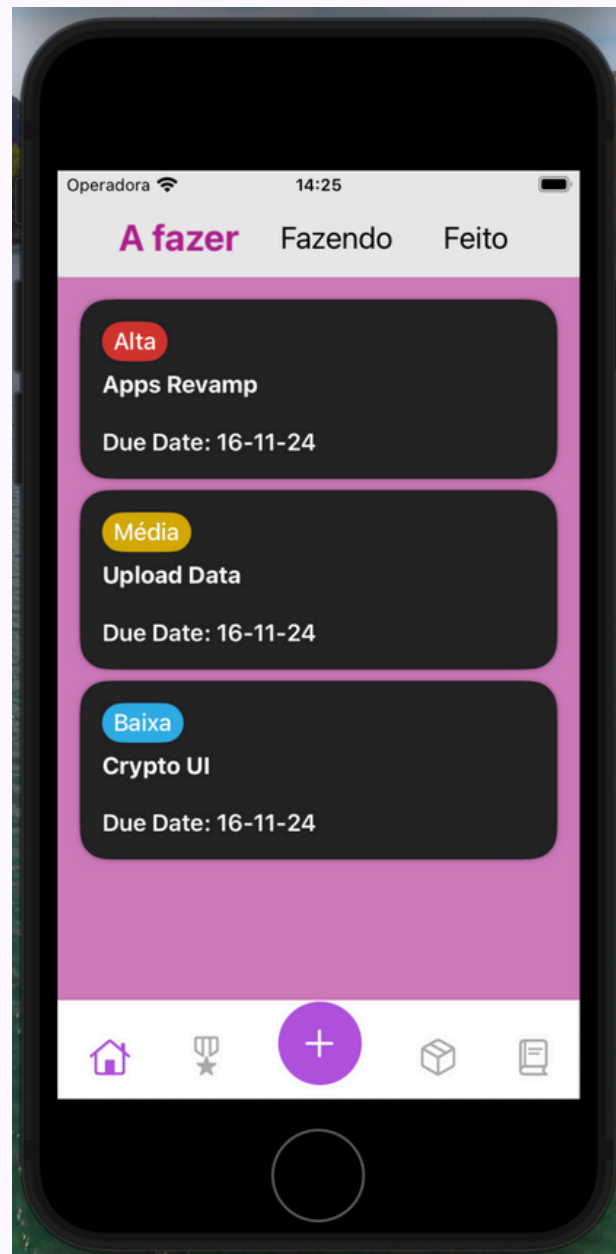 Operadora 14:25
A fazer Fazendo Feito
Alta
Apps Revamp
Due Date: 16-11-24
Média
Upload Data
Due Date: 16-11-24
Baixa
Crypto UI
Due Date: 16-11-24